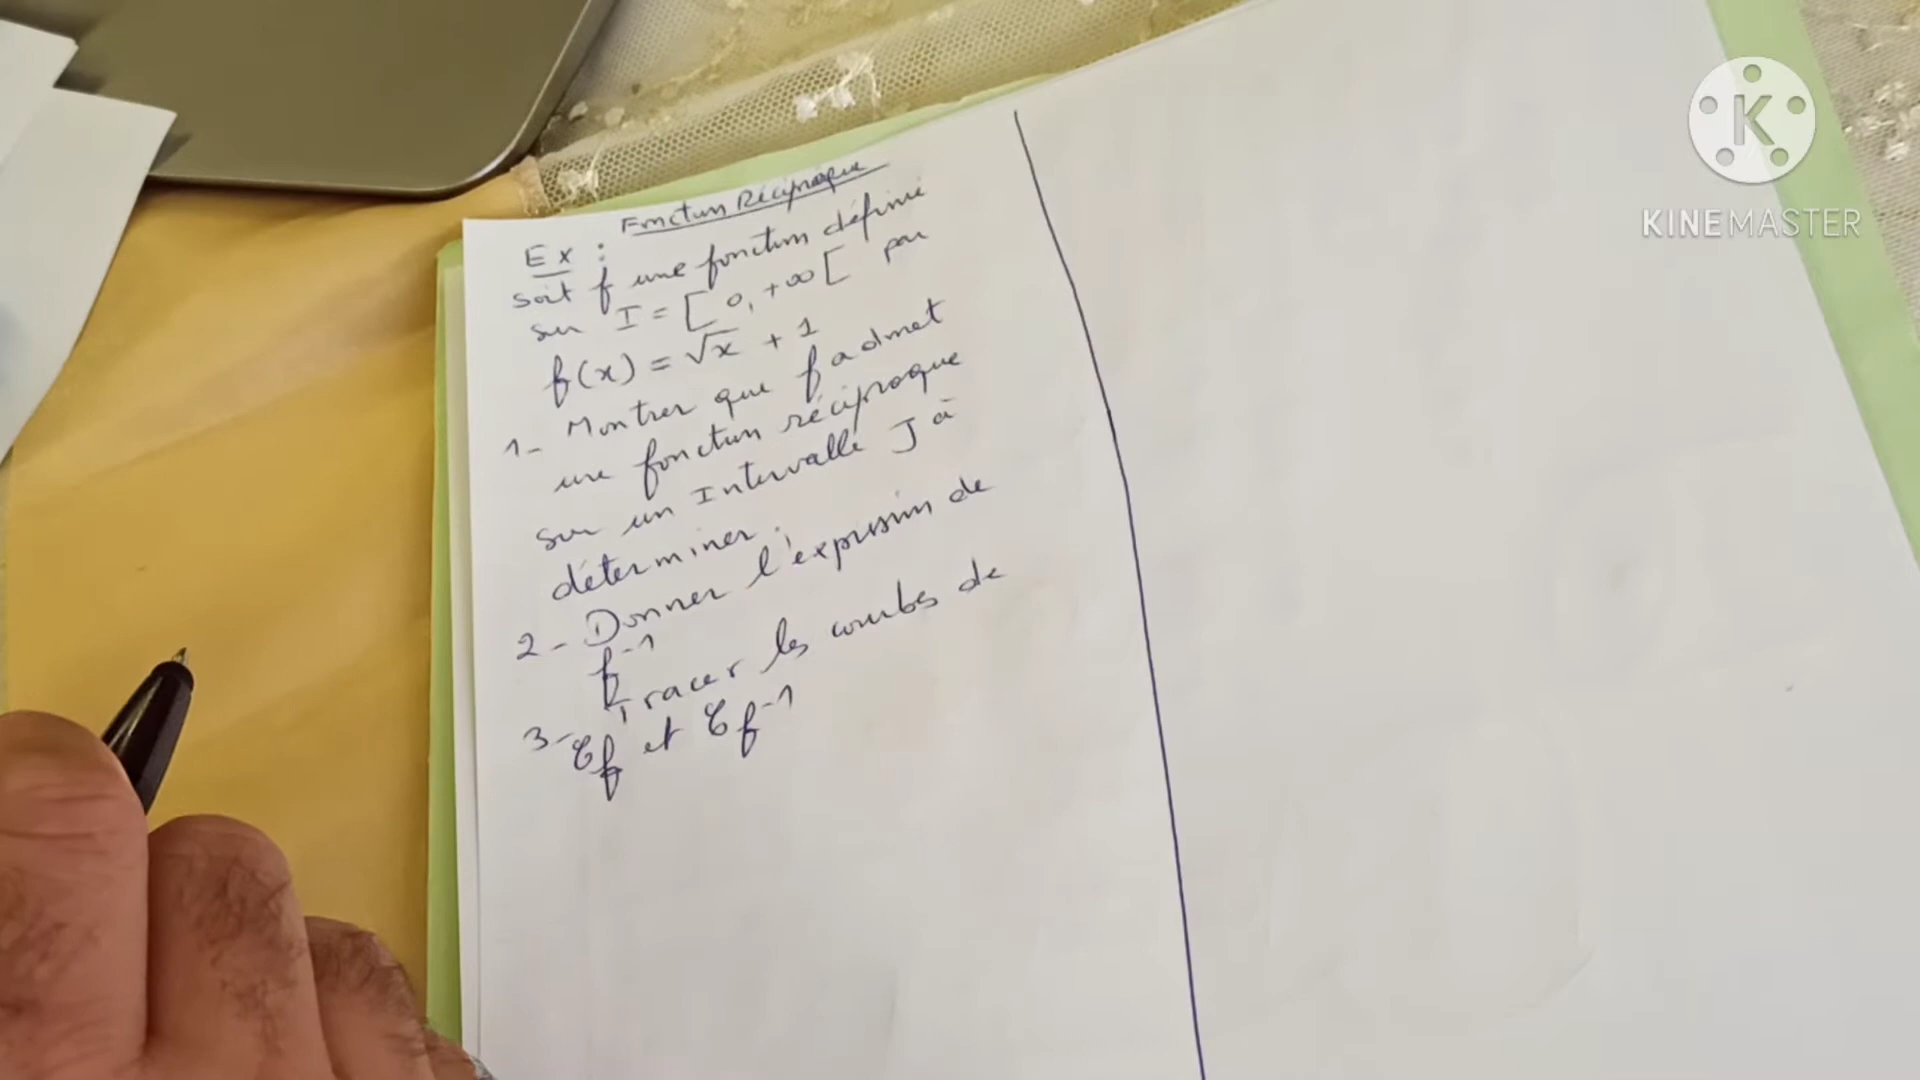 Fonction Réciproque
Ex :
soit f une fonction définie
sur I = [0, +∞[ par
f(x) = √x + 1
1- Montrer que f admet
une fonction réciproque
sur un Intervalle J à
déterminer.
2- Donner l'expression de
f⁻¹
3- Tracer les courbes de
𝒞f et 𝒞f⁻¹
K
KINEMASTER